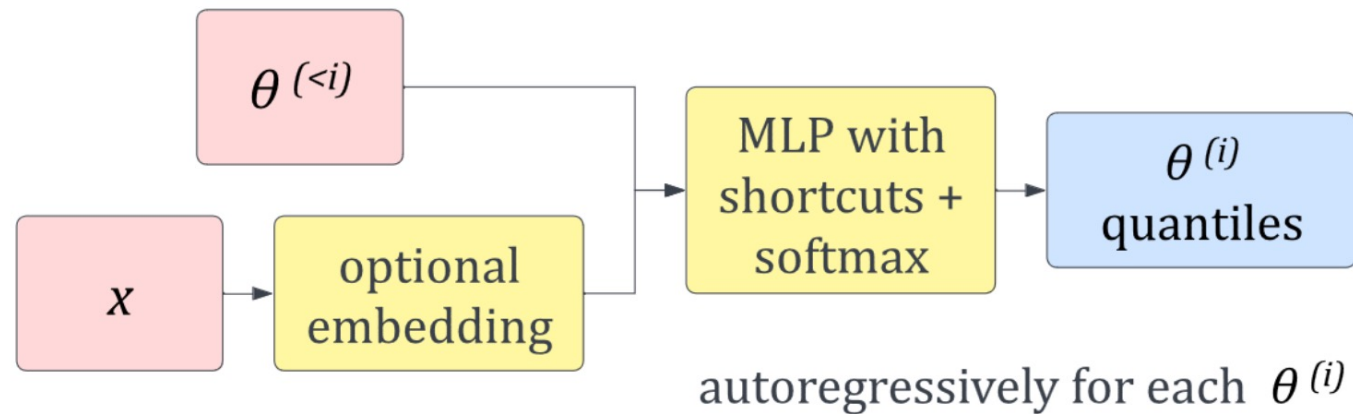 θ (<i)
x
optional
embedding
MLP with
shortcuts +
softmax
θ (i)
quantiles
autoregressively for each θ (i)